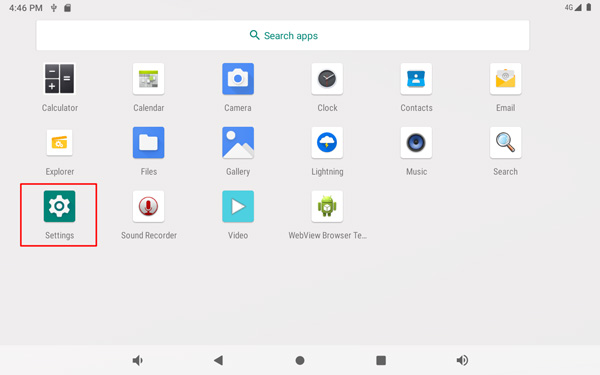 4:46 PM
4G
Search apps
Calculator
Calendar
Camera
Clock
Contacts
Email
Explorer
Files
Gallery
Lightning
Music
Search
Settings
Sound Recorder
Video
WebView Browser Te...